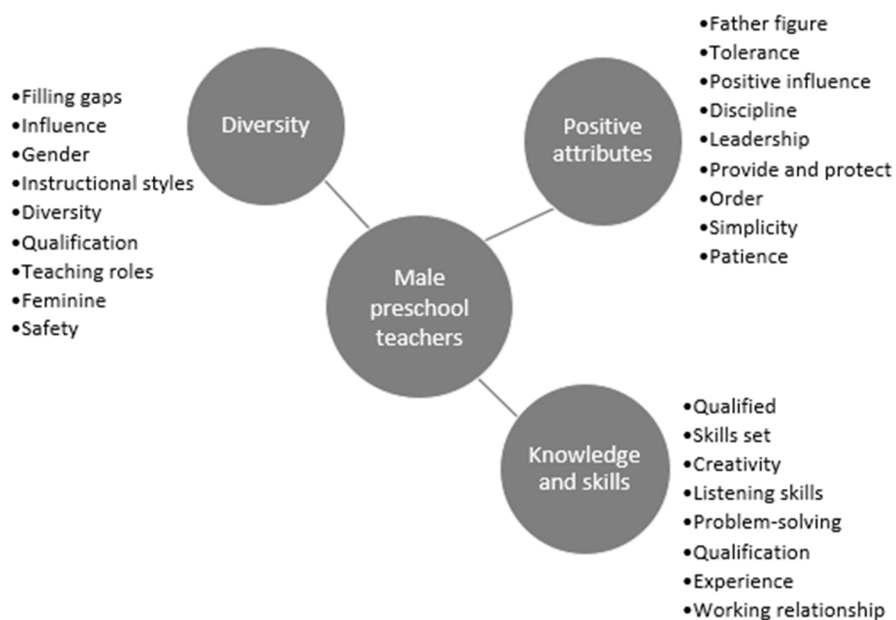 Diversity
•Filling gaps
•Influence
•Gender
•Instructional styles
•Diversity
•Qualification
•Teaching roles
•Feminine
•Safety
Positive
attributes
•Father figure
•Tolerance
•Positive influence
•Discipline
•Leadership
•Provide and protect
•Order
•Simplicity
•Patience
Male
preschool
teachers
Knowledge
and skills
•Qualified
•Skills set
•Creativity
•Listening skills
•Problem-solving
•Qualification
•Experience
•Working relationship